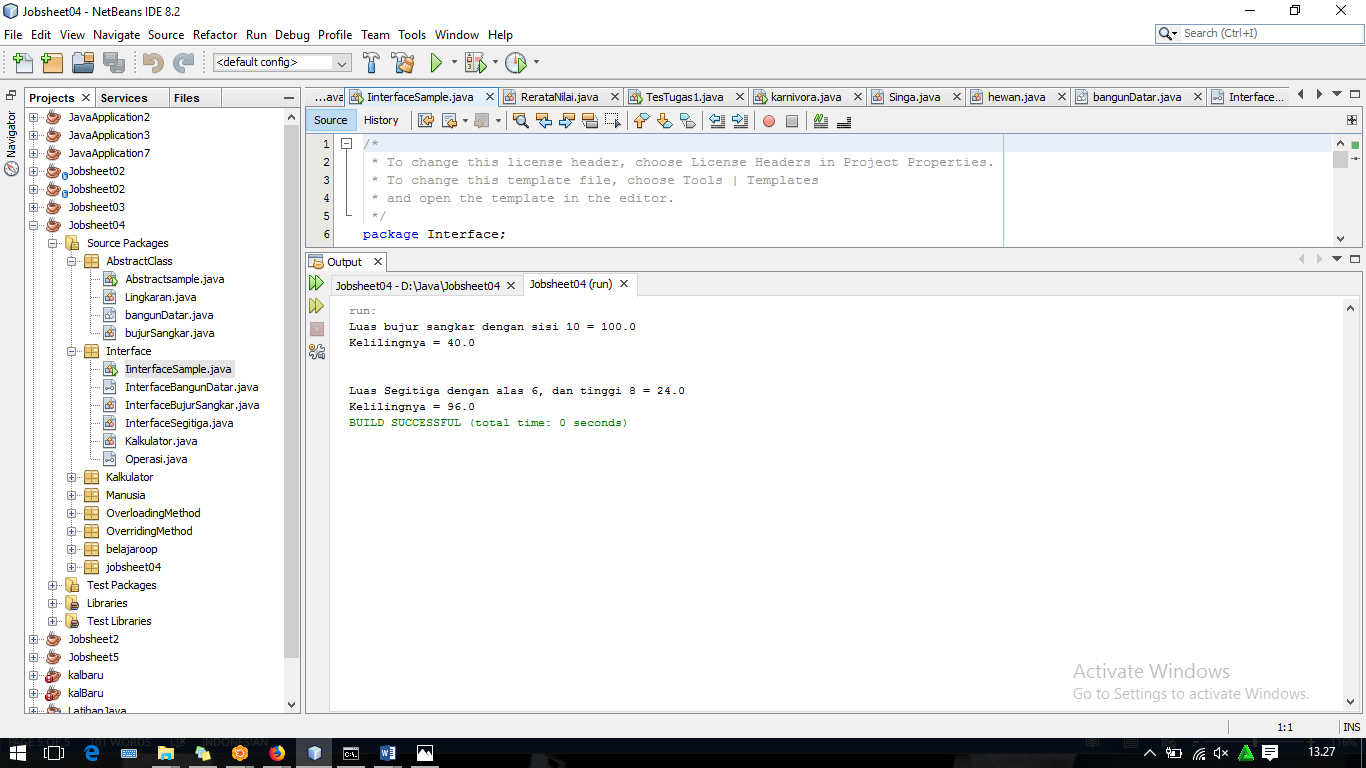 Jobsheet04 - NetBeans IDE 8.2
File Edit View Navigate Source Refactor Run Debug Profile Team Tools Window Help
Search (Ctrl+I)
<default config>
Projects Services Files
...ava IinterfaceSample.java RerataNilai.java TesTugas1.java karnivora.java Singa.java hewan.java bangunDatar.java Interface...
Navigator
Source History
JavaApplication2
JavaApplication3
JavaApplication7
Jobsheet02
Jobsheet02
Jobsheet03
Jobsheet04
Source Packages
AbstractClass
Abstractsample.java
Lingkaran.java
bangunDatar.java
bujurSangkar.java
Interface
IinterfaceSample.java
InterfaceBangunDatar.java
InterfaceBujurSangkar.java
InterfaceSegitiga.java
Kalkulator.java
Operasi.java
Kalkulator
Manusia
OverloadingMethod
OverridingMethod
belajaroop
jobsheet04
Test Packages
Libraries
Test Libraries
Jobsheet2
Jobsheet5
kalbaru
kalBaru
LatihanJava
1 /*
2 * To change this license header, choose License Headers in Project Properties.
3 * To change this template file, choose Tools | Templates
4 * and open the template in the editor.
5 */
6 package Interface;
Output
Jobsheet04 - D:\Java\Jobsheet04 Jobsheet04 (run)
run:
Luas bujur sangkar dengan sisi 10 = 100.0
Kelilingnya = 40.0
Luas Segitiga dengan alas 6, dan tinggi 8 = 24.0
Kelilingnya = 96.0
BUILD SUCCESSFUL (total time: 0 seconds)
Activate Windows
Go to Settings to activate Windows.
1:1 INS
PAGE 5 OF 5 101 WORDS INDONESIAN
13.27